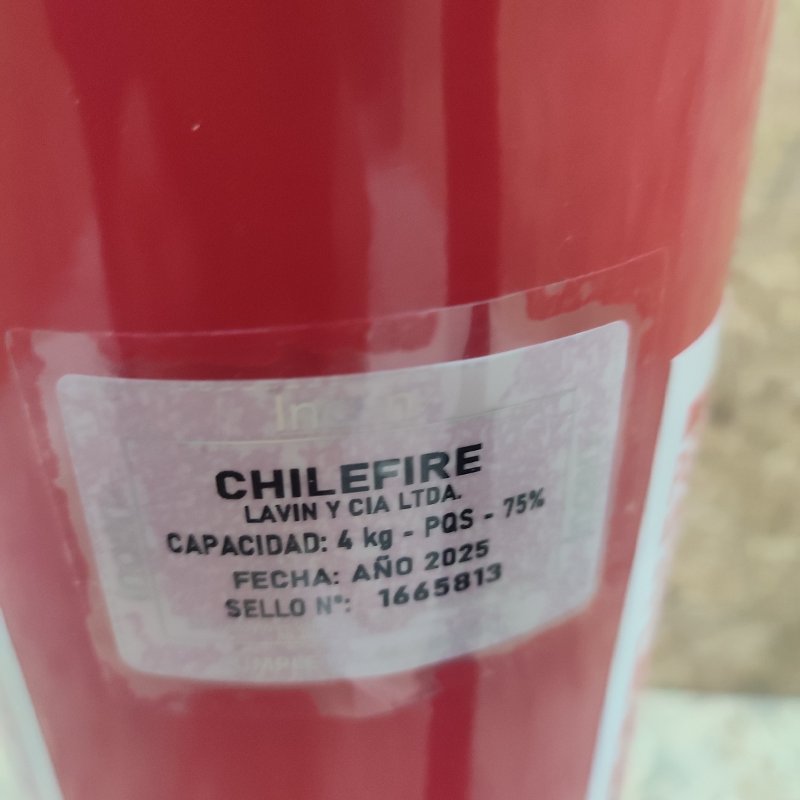 CHILEFIRE
LAVIN Y CIA LTDA.
CAPACIDAD: 4 kg - PQS - 75%
FECHA: AÑO 2025
SELLO N°: 1665813